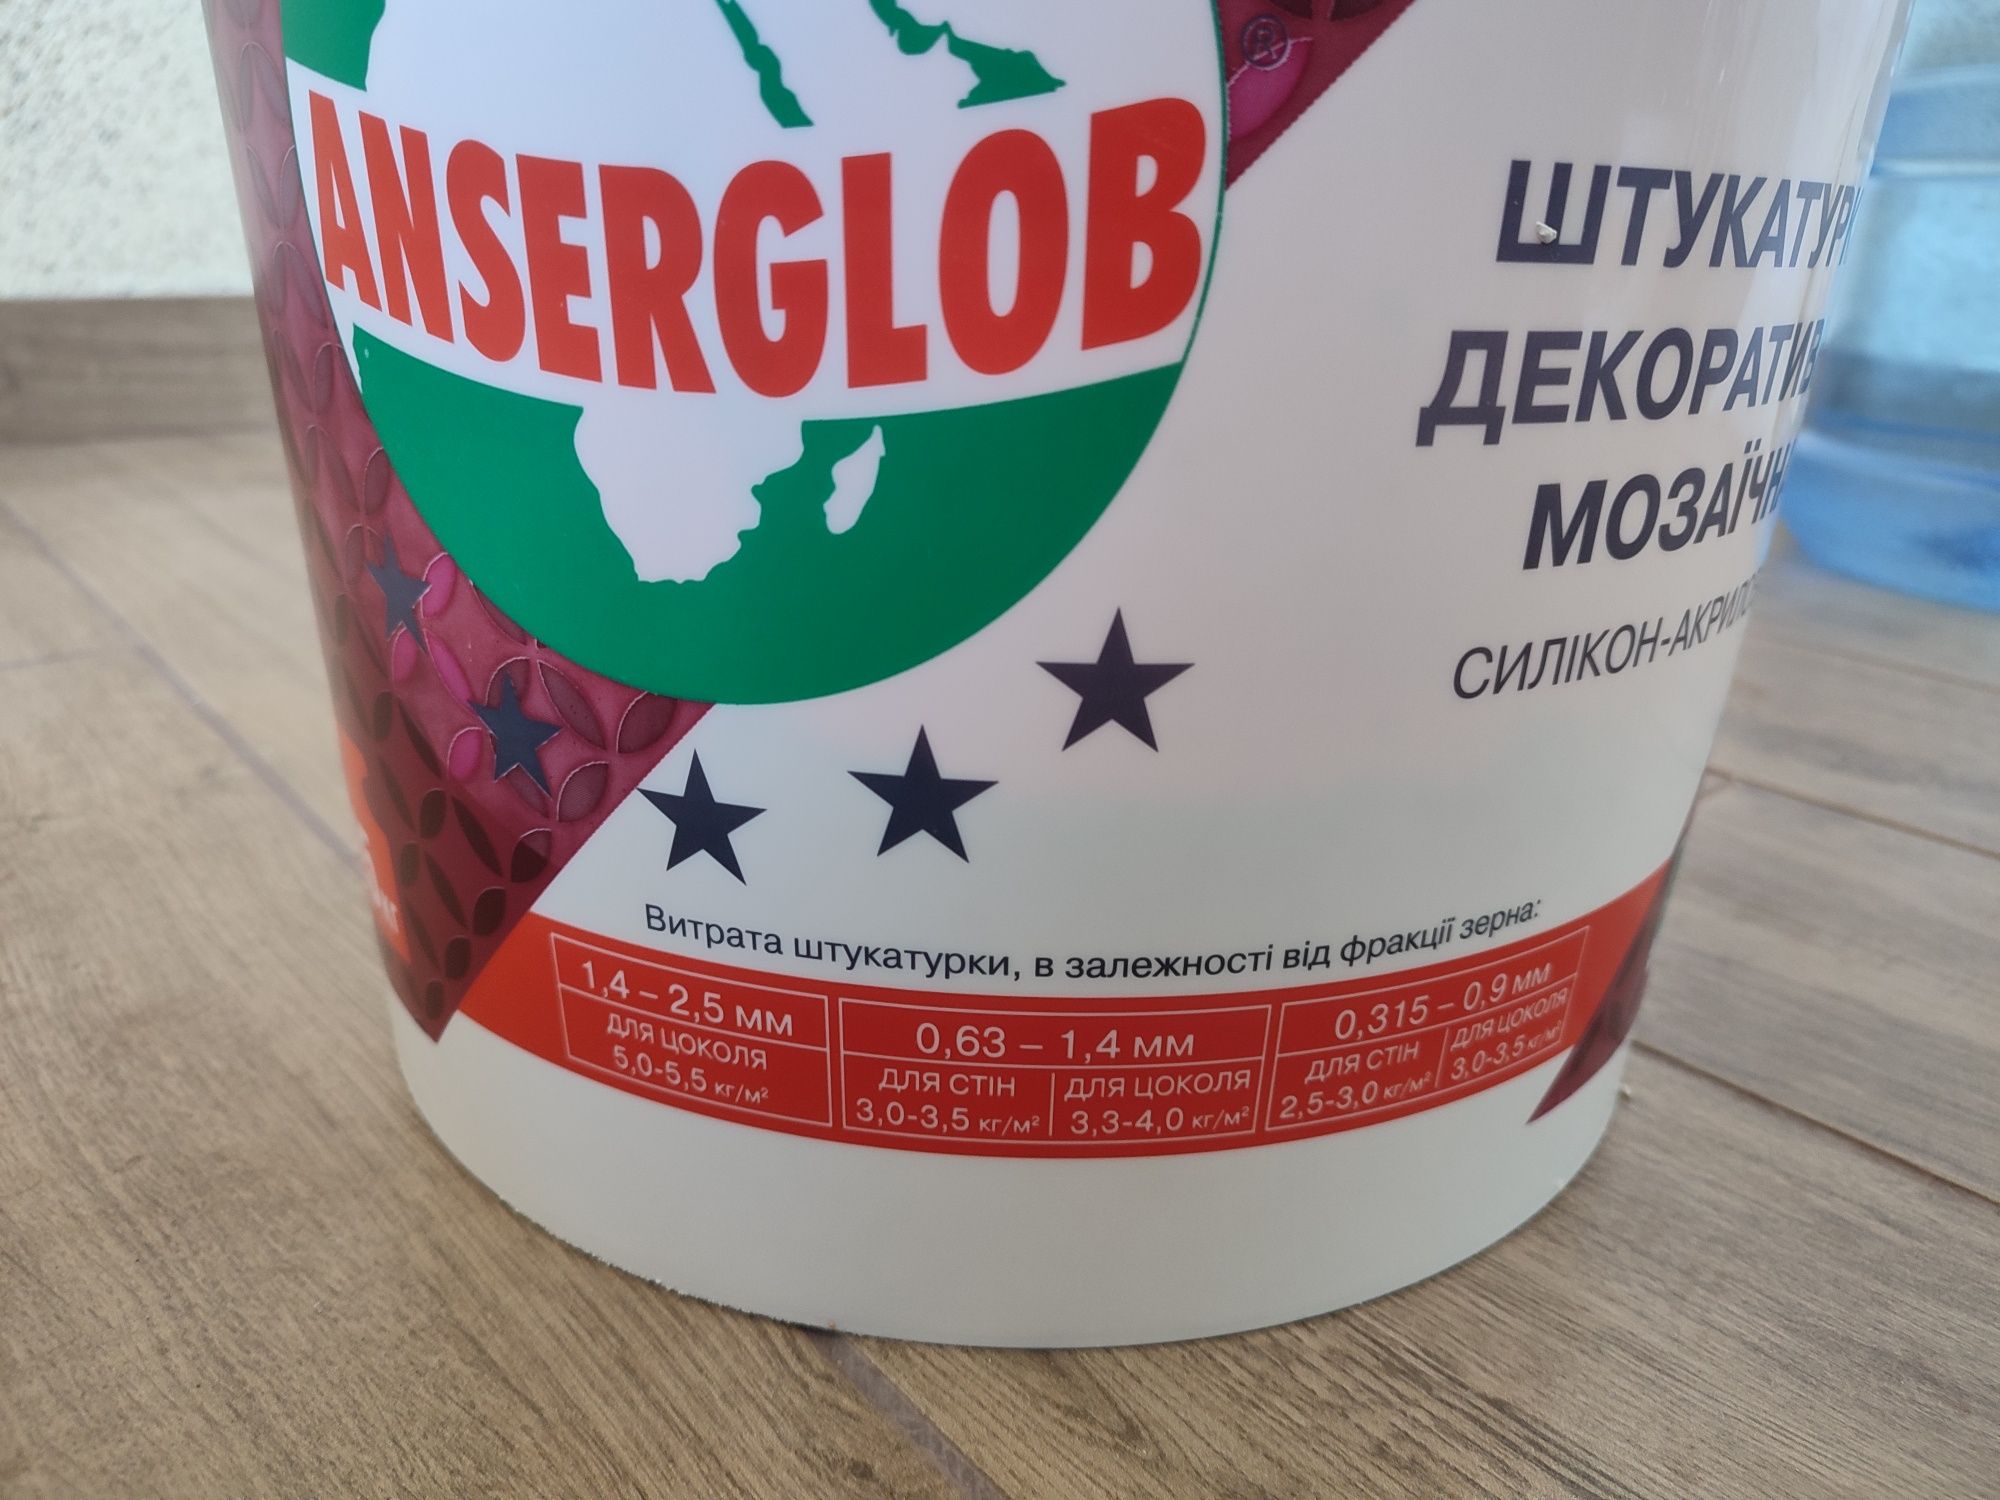 ®
ANSERGLOB
МОЗАЇЧН
СИЛІКОН-АКРИЛО
Витрата штукатурки, в залежності від фракції зерна:
1,4 – 2,5 мм
ДЛЯ ЦОКОЛЯ
5,0-5,5 кг/м²
0,63 – 1,4 мм
ДЛЯ СТІН
3,0-3,5 кг/м²
ДЛЯ ЦОКОЛЯ
3,3-4,0 кг/м²
0,315 – 0,9 мм
ДЛЯ СТІН
2,5-3,0 кг/м²
ДЛЯ ЦОКОЛЯ
3,0-3,5 кг/м²
ШТУКАТУР
ДЕКОРАТИВ